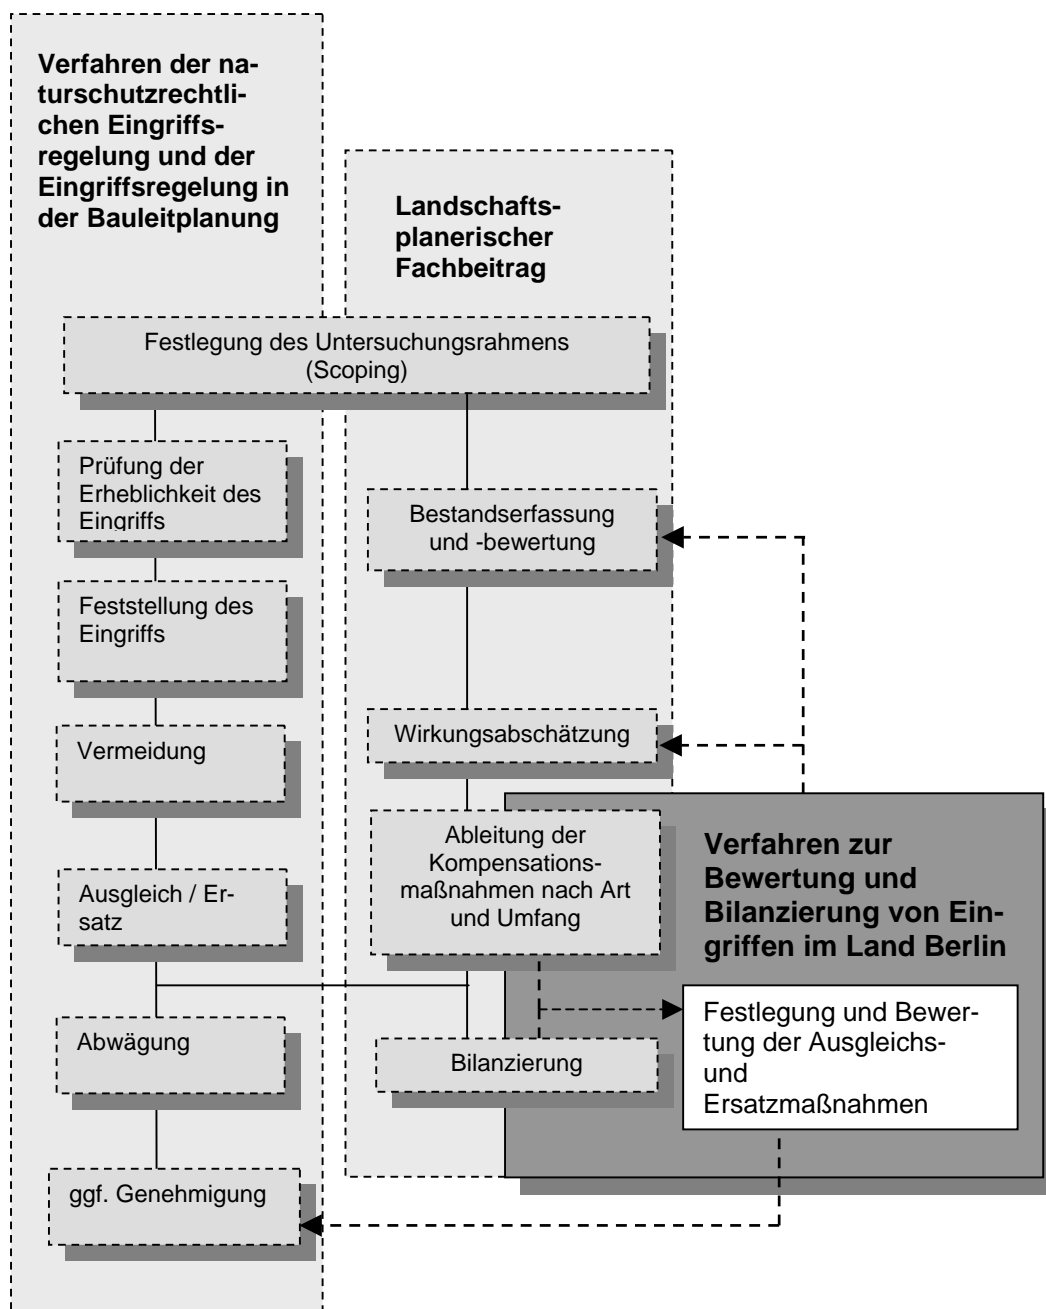 Verfahren der na-
turschutzrechtli-
chen Eingriffs-
regelung und der
Eingriffsregelung in
der Bauleitplanung
Landschafts-
planerischer
Fachbeitrag
Festlegung des Untersuchungsrahmens
(Scoping)
Prüfung der
Erheblichkeit des
Eingriffs
Feststellung des
Eingriffs
Vermeidung
Ausgleich / Er-
satz
Abwägung
ggf. Genehmigung
Bestandserfassung
und -bewertung
Wirkungsabschätzung
Ableitung der
Kompensations-
maßnahmen nach Art
und Umfang
Bilanzierung
Verfahren zur
Bewertung und
Bilanzierung von Ein-
griffen im Land Berlin
Festlegung und Bewer-
tung der Ausgleichs-
und
Ersatzmaßnahmen